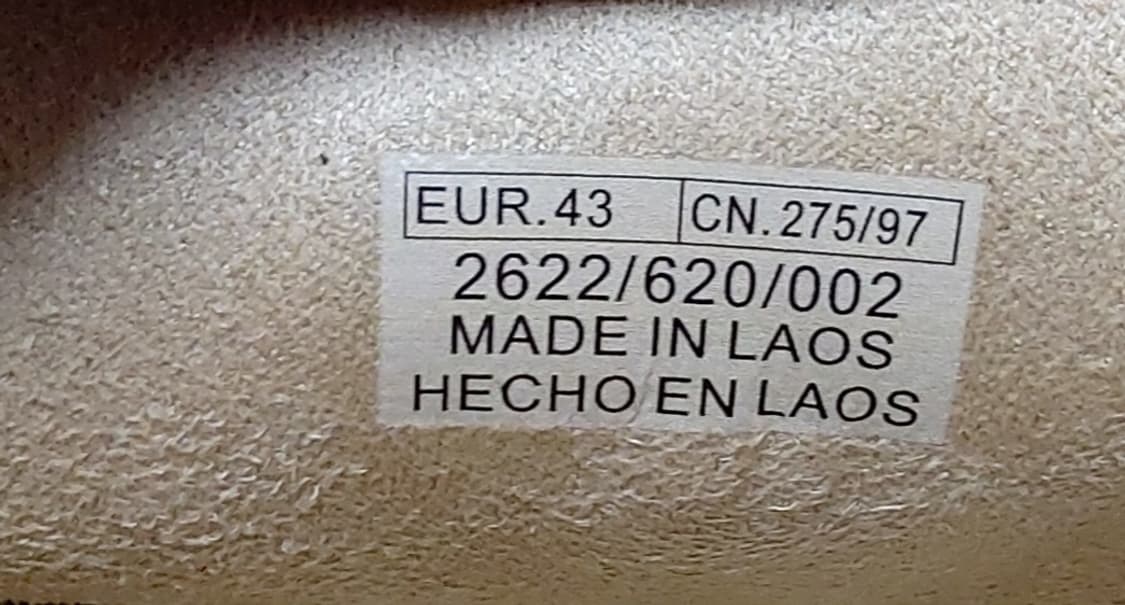 EUR.43 CN.275/97
2622/620/002
MADE IN LAOS
HECHO EN LAOS